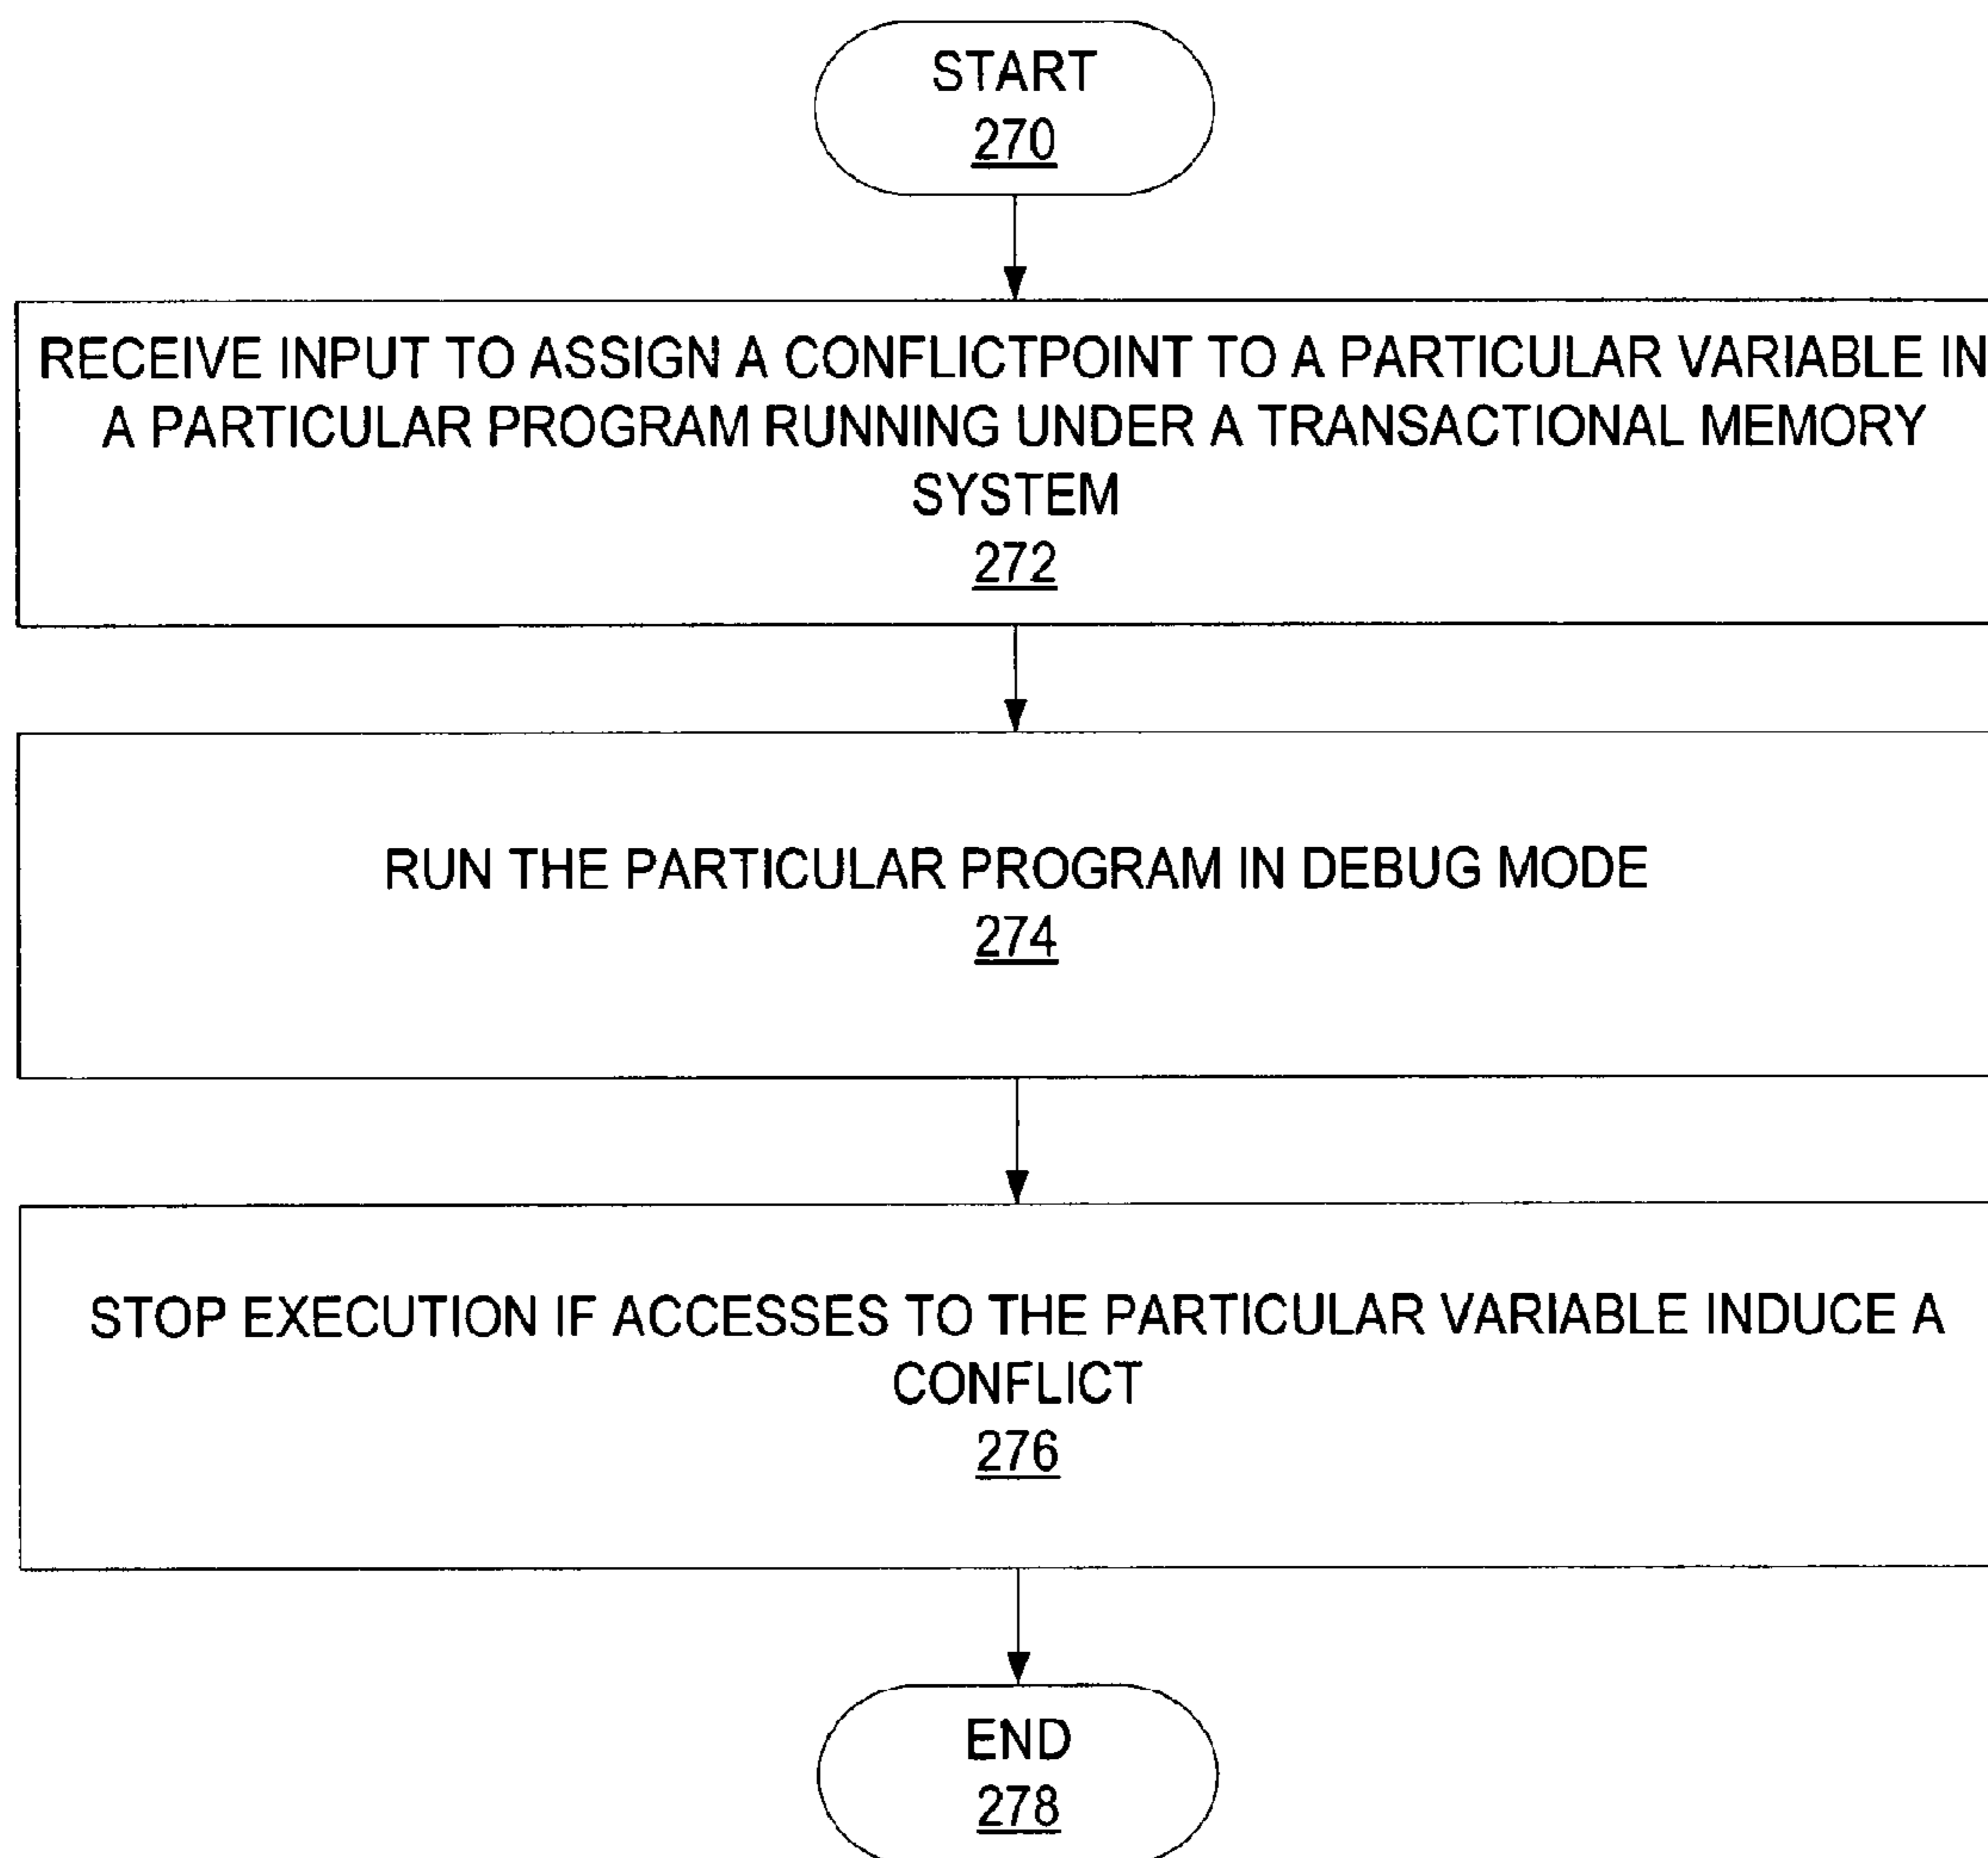 START
270
RECEIVE INPUT TO ASSIGN A CONFLICTPOINT TO A PARTICULAR VARIABLE IN
A PARTICULAR PROGRAM RUNNING UNDER A TRANSACTIONAL MEMORY
SYSTEM
272
RUN THE PARTICULAR PROGRAM IN DEBUG MODE
274
STOP EXECUTION IF ACCESSES TO THE PARTICULAR VARIABLE INDUCE A
CONFLICT
276
END
278